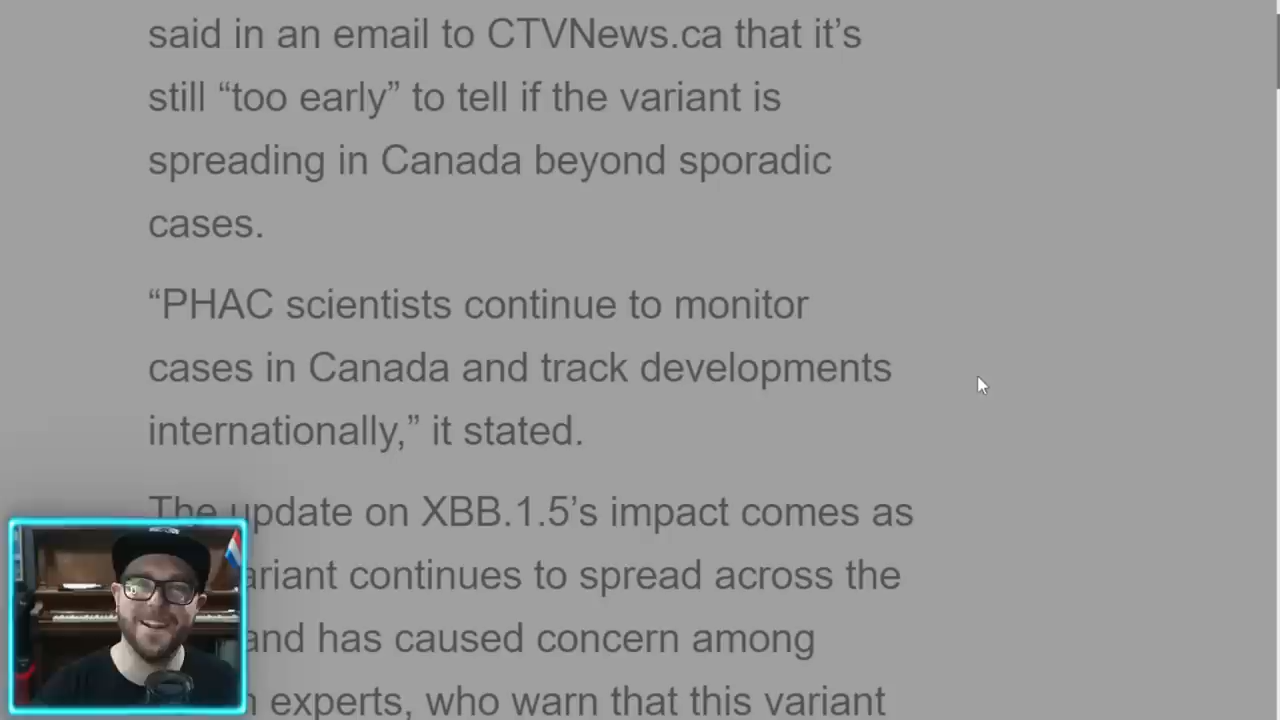 said in an email to CTVNews.ca that it’s
still “too early” to tell if the variant is
spreading in Canada beyond sporadic
cases.
“PHAC scientists continue to monitor
cases in Canada and track developments
internationally,” it stated.
The update on XBB.1.5’s impact comes as
continues to spread across the
and has caused concern among
experts, who warn that this variant